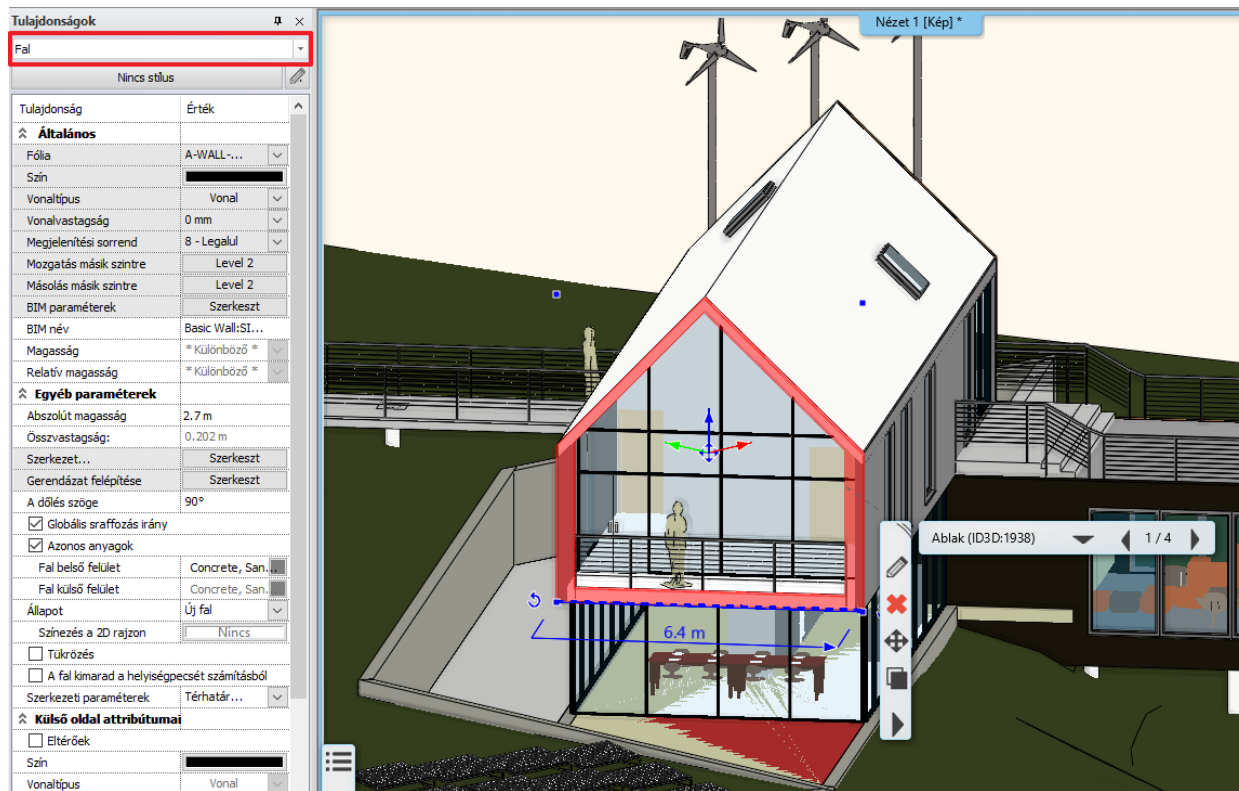 Tulajdonságok
Fal
Nincs stílus
Tulajdonság Érték
Általános
Fólia A-WALL-...
Szín
Vonaltípus Vonal
Vonalvastagság 0 mm
Megjelenítési sorrend 8 - Legalul
Mozgatás másik szintre Level 2
Másolás másik szintre Level 2
BIM paraméterek Szerkeszt
BIM név Basic Wall:SI...
Magasság * Különböző *
Relatív magasság * Különböző *
Egyéb paraméterek
Abszolút magasság 2.7 m
Összvastagság: 0.202 m
Szerkezet... Szerkeszt
Gerendázat felépítése Szerkeszt
A dőlés szöge 90°
Globális sraffozás irány
Azonos anyagok
Fal belső felület Concrete, San...
Fal külső felület Concrete, San.
Állapot Új fal
Színezés a 2D rajzon Nincs
Tükrözés
A fal kimarad a helyiségpecsét számításból
Szerkezeti paraméterek Térhatár...
Külső oldal attribútumai
Eltérőek
Szín
Vonaltípus Vonal
Nézet 1 [Kép] *
Ablak (ID3D:1938) 1 / 4
6.4 m